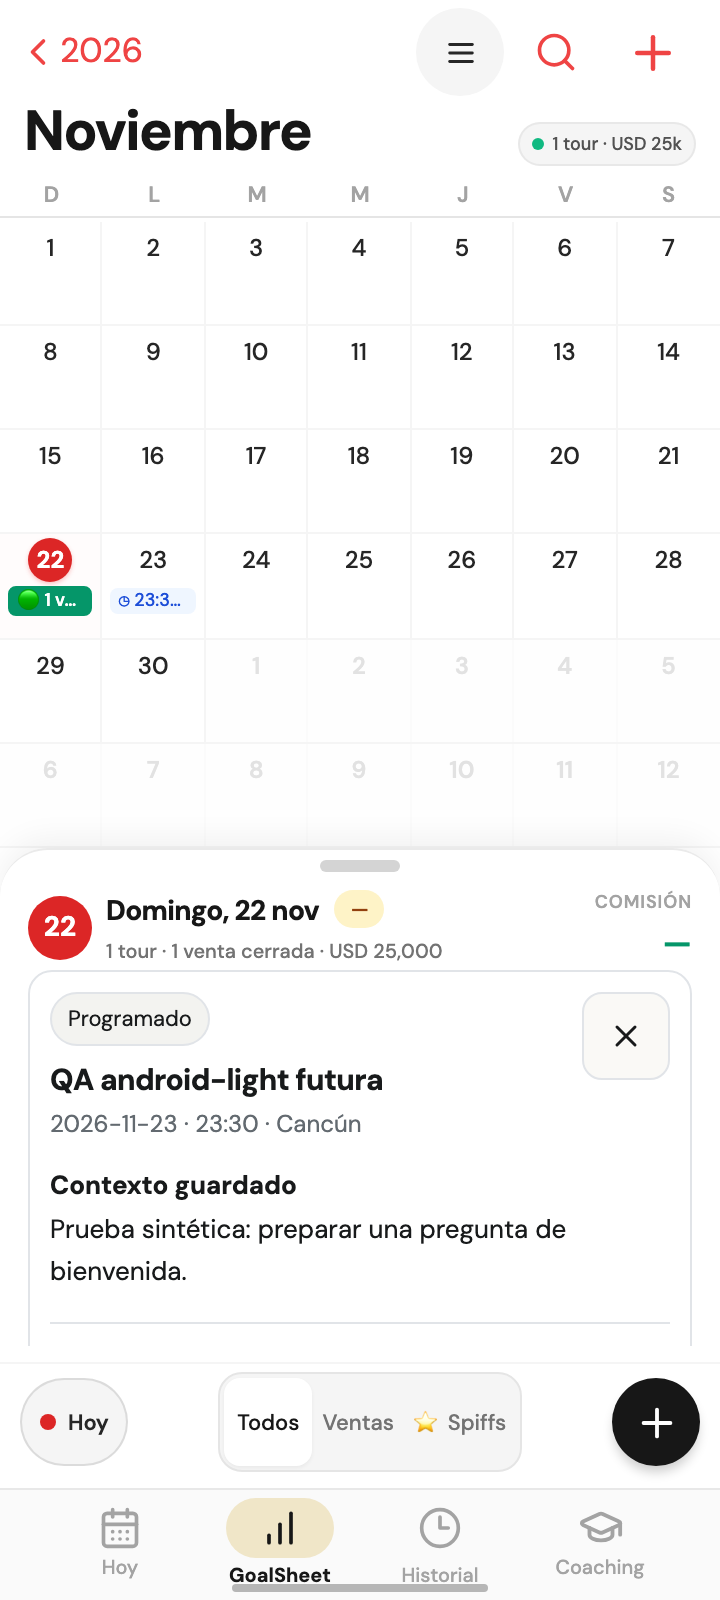 2026
Noviembre
1 tour · USD 25k
D L M M J V S
1 2 3 4 5 6 7
8 9 10 11 12 13 14
15 16 17 18 19 20 21
22 23 24 25 26 27 28
1 v... 23:3...
29 30 1 2 3 4 5
6 7 8 9 10 11 12
22
Domingo, 22 nov —
COMISIÓN
1 tour · 1 venta cerrada · USD 25,000
—
Programado
QA android-light futura
2026-11-23 · 23:30 · Cancún
Contexto guardado
Prueba sintética: preparar una pregunta de
bienvenida.
Hoy
Todos Ventas ⭐ Spiffs
Hoy GoalSheet Historial Coaching